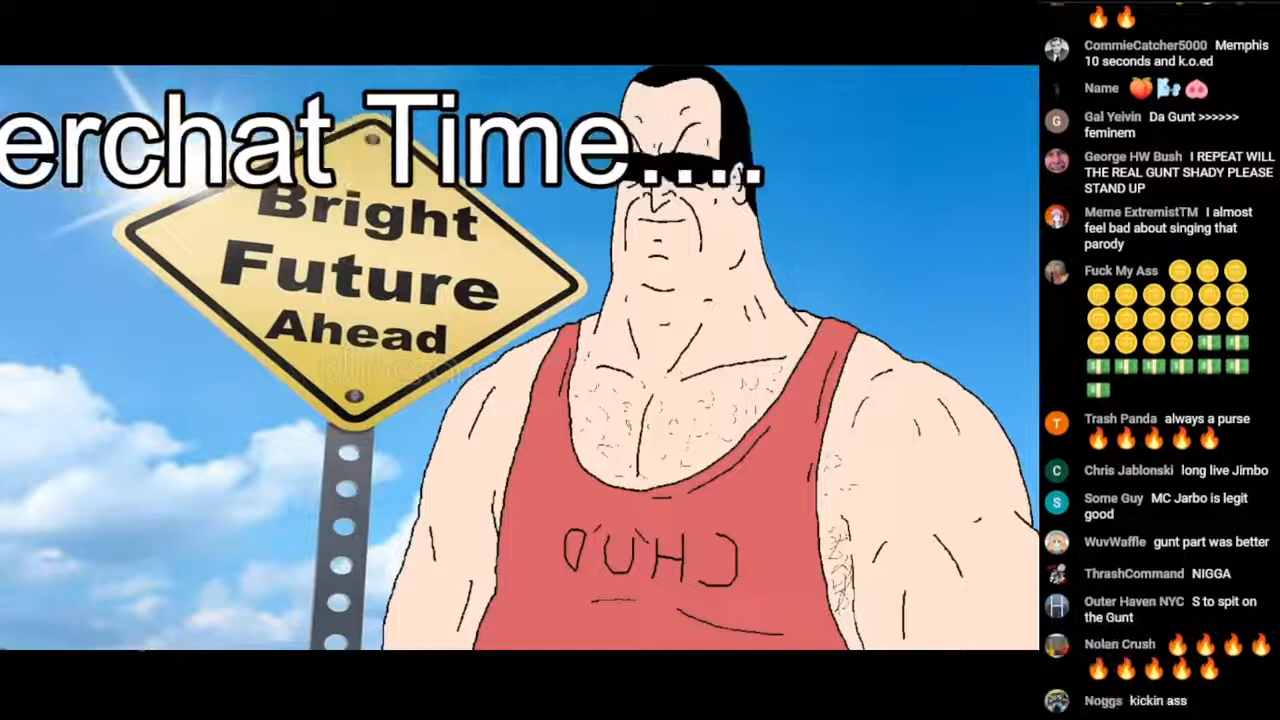 erchat Time....
Bright
Future
Ahead
CHUD
CommieCatcher5000 Memphis
10 seconds and k.o.ed
Name 🍑🌬️🐽
Gal Yeivin Da Gunt >>>>>>
feminem
George HW Bush I REPEAT WILL
THE REAL GUNT SHADY PLEASE
STAND UP
Meme ExtremistTM I almost
feel bad about singing that
parody
Fuck My Ass
Trash Panda always a purse
🔥🔥🔥🔥🔥
G
T
Chris Jablonski long live Jimbo
C
Some Guy MC Jarbo is legit
good
S
WuvWaffle gunt part was better
ThrashCommand NIGGA
Outer Haven NYC S to spit on
the Gunt
Nolen Crush 🔥🔥🔥🔥
🔥🔥🔥🔥🔥
Noggs kickin ass